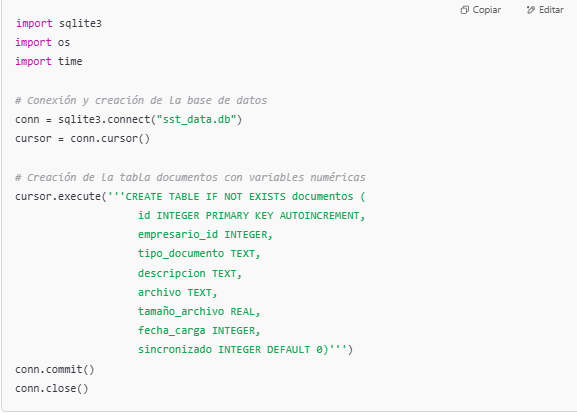 Copiar Editar
import sqlite3
import os
import time
# Conexión y creación de la base de datos
conn = sqlite3.connect("sst_data.db")
cursor = conn.cursor()
# Creación de la tabla documentos con variables numéricas
cursor.execute('''CREATE TABLE IF NOT EXISTS documentos (
id INTEGER PRIMARY KEY AUTOINCREMENT,
empresario_id INTEGER,
tipo_documento TEXT,
descripcion TEXT,
archivo TEXT,
tamaño_archivo REAL,
fecha_carga INTEGER,
sincronizado INTEGER DEFAULT 0)''')
conn.commit()
conn.close()